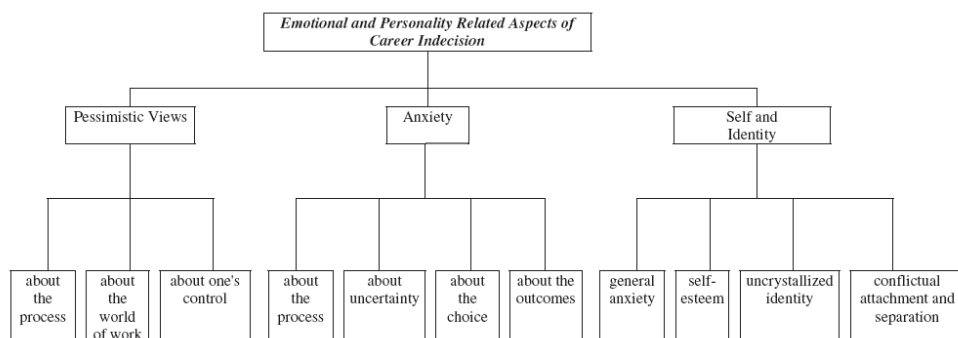 Emotional and Personality Related Aspects of
Career Indecision
Pessimistic Views
Anxiety
Self and
Identity
about
the
process
about
the
world
of work
about one's
control
about
the
process
about
uncertainty
about
the
choice
about the
outcomes
general
anxiety
self-
esteem
uncrystallized
identity
conflictual
attachment and
separation